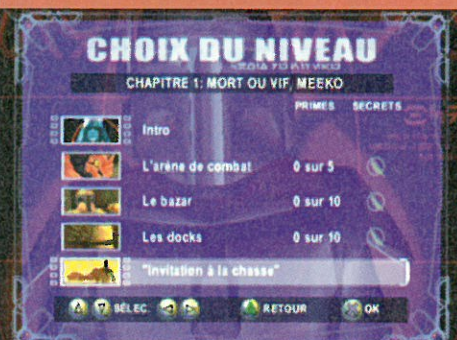 CHOIX DU NIVEAU
CHAPITRE 1: MORT OU VIF, MEEKO
PRIMES SECRETS
Intro
L'arène de combat 0 sur 5
Le bazar 0 sur 10
Les docks 0 sur 10
"Invitation à la chasse"
SÉLEC. RETOUR OK